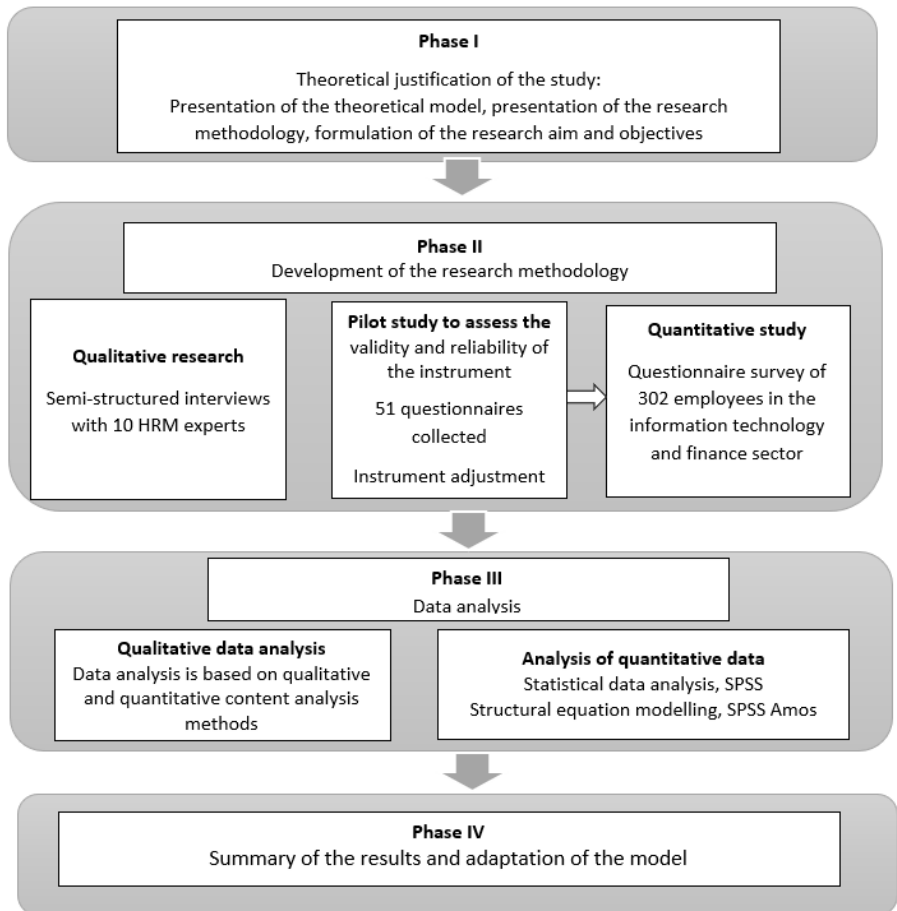 Phase I
Theoretical justification of the study:
Presentation of the theoretical model, presentation of the research
methodology, formulation of the research aim and objectives
Phase II
Development of the research methodology
Qualitative research
Semi-structured interviews
with 10 HRM experts
Pilot study to assess the
validity and reliability of
the instrument
51 questionnaires
collected
Instrument adjustment
Quantitative study
Questionnaire survey of
302 employees in the
information technology
and finance sector
Phase III
Data analysis
Qualitative data analysis
Data analysis is based on qualitative
and quantitative content analysis
methods
Analysis of quantitative data
Statistical data analysis, SPSS
Structural equation modelling, SPSS Amos
Phase IV
Summary of the results and adaptation of the model